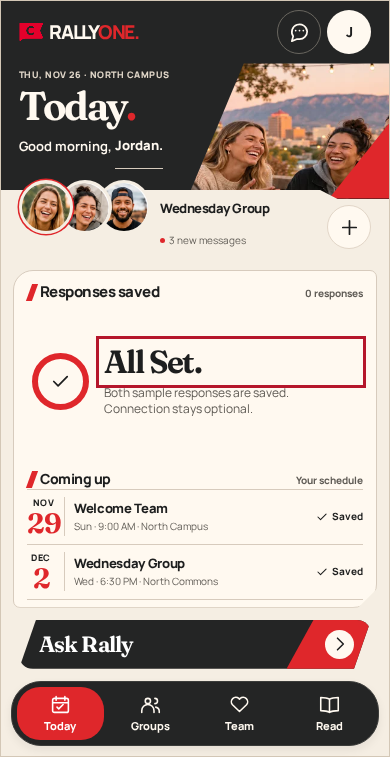 C RALLYONE.
J
THU, NOV 26 · NORTH CAMPUS
Today.
Good morning, Jordan.
Wednesday Group
3 new messages
Responses saved
0 responses
All Set.
Both sample responses are saved.
Connection stays optional.
Coming up
Your schedule
NOV
29
Welcome Team
Sun · 9:00 AM · North Campus
Saved
DEC
2
Wednesday Group
Wed · 6:30 PM · North Commons
Saved
Ask Rally
Today
Groups
Team
Read